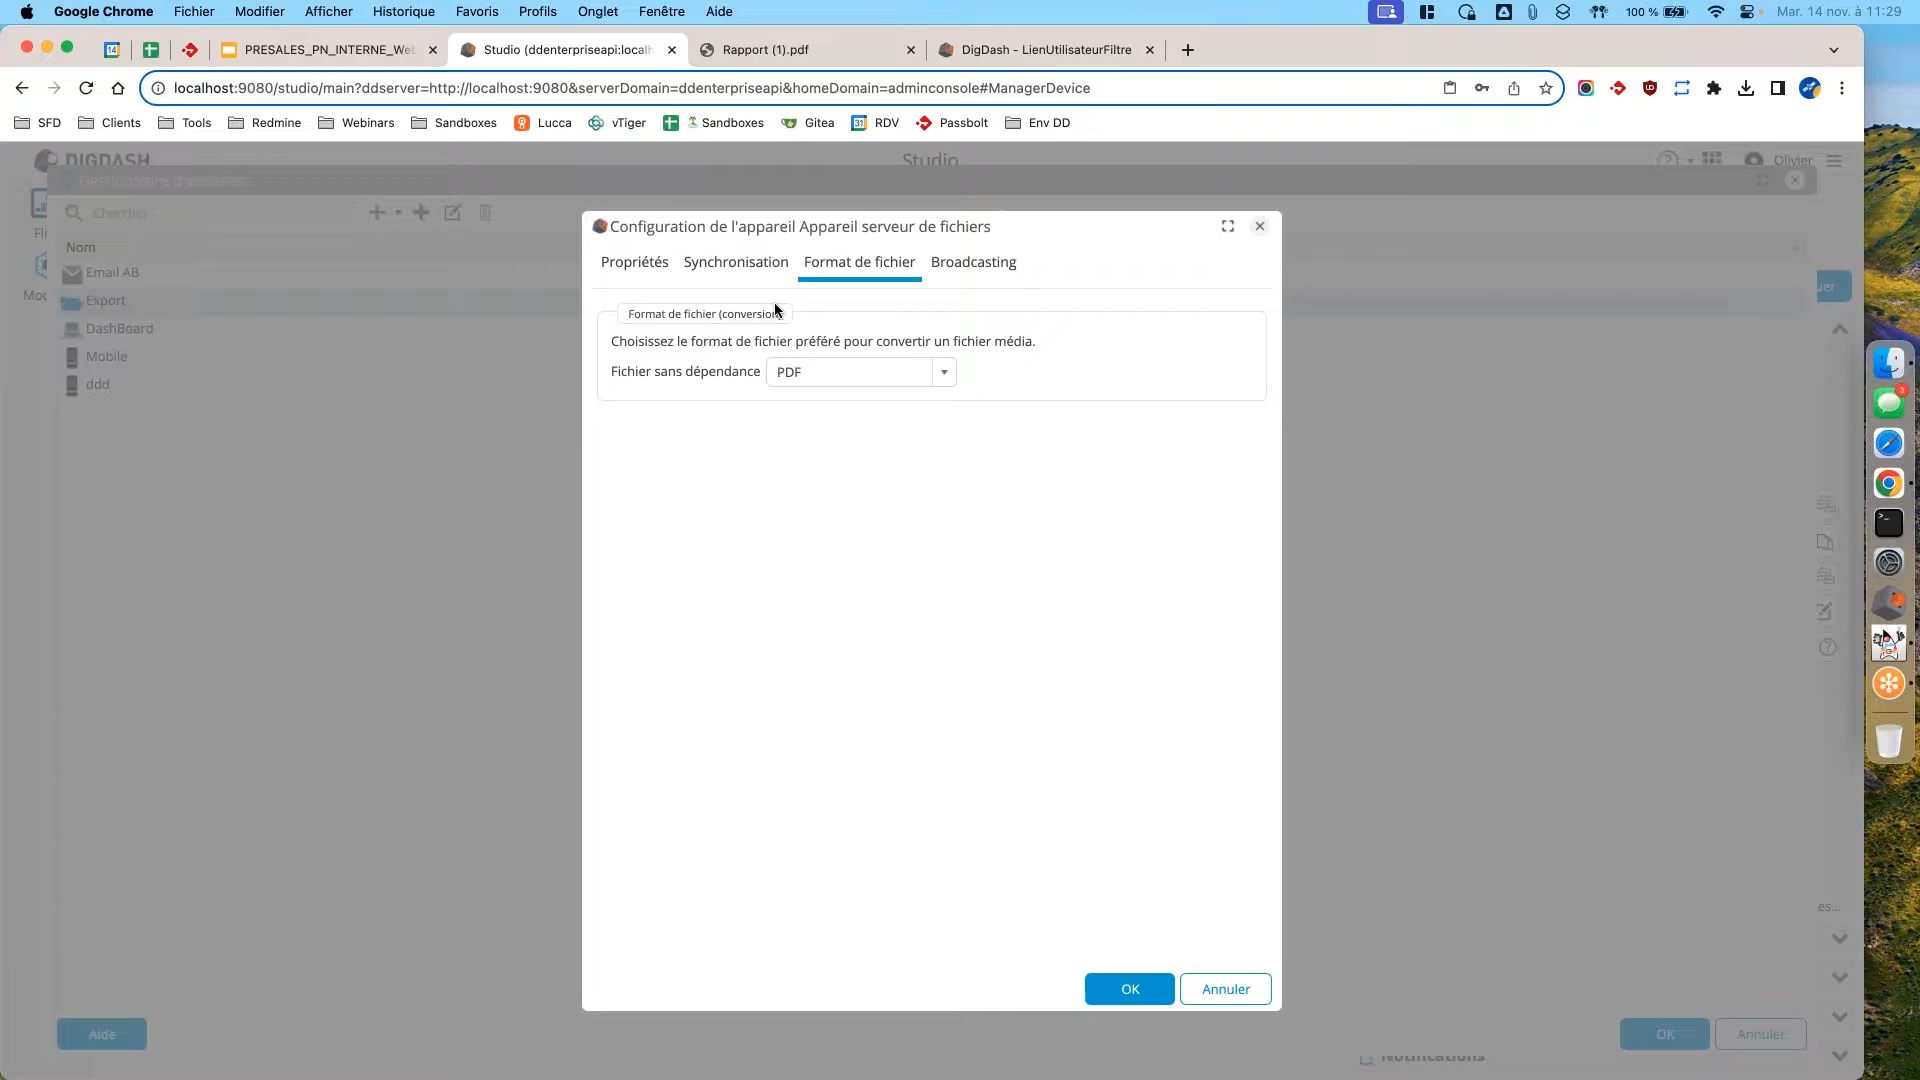 Google Chrome Fichier Modifier Afficher Historique Favoris Profils Onglet Fenêtre Aide 100 % Mar. 14 nov. à 11:29
PRESALES_PN_INTERNE_Wel Studio (ddenterpriseapi:localh Rapport (1).pdf DigDash - LienUtilisateurFiltre
localhost:9080/studio/main?ddserver=http://localhost:9080&serverDomain=ddenterpriseapi&homeDomain=adminconsole#ManagerDevice
SFD Clients Tools Redmine Webinars Sandboxes Lucca vTiger Sandboxes Gitea RDV Passbolt Env DD
DIGDASH Studio Olivier
Cherche
Nom
Email AB
Export
DashBoard
Mobile
ddd
Configuration de l'appareil Appareil serveur de fichiers
Propriétés Synchronisation Format de fichier Broadcasting
Format de fichier (conversion)
Choisissez le format de fichier préféré pour convertir un fichier média.
Fichier sans dépendance PDF
es...
OK Annuler
Aide OK Annuler
Notifications